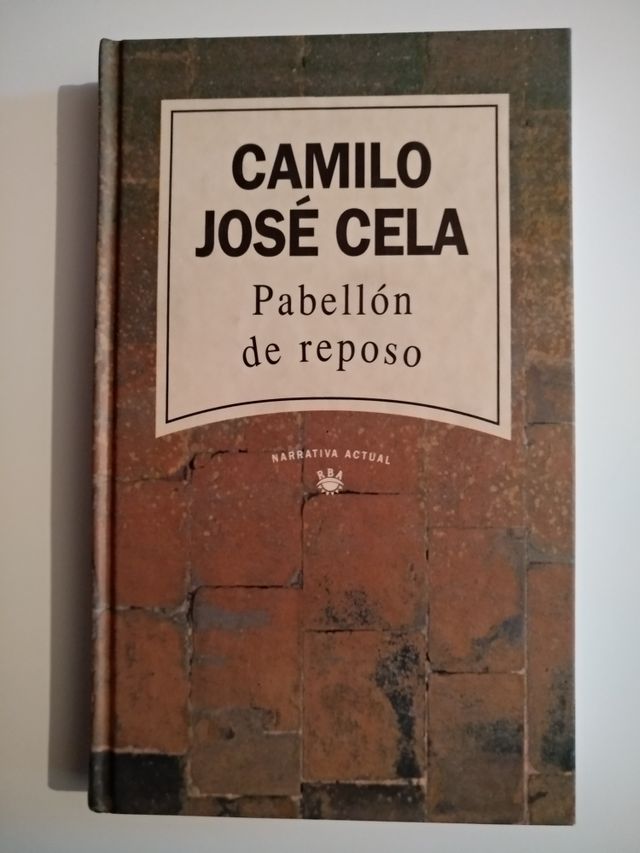 CAMILO
JOSÉ CELA
Pabellón
de reposo
NARRATIVA ACTUAL
RBA